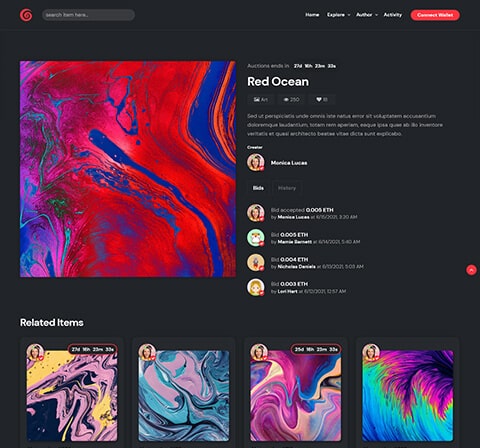 search item here...
Home Explore Author Activity Connect Wallet
Auctions ends in 27d 16h 23m 33s
Red Ocean
Art 250 18
Sed ut perspiciatis unde omnis iste natus error sit voluptatem accusantium
doloremque laudantium, totam rem aperiam, eaque ipsa quae ab illo inventore
veritatis et quasi architecto beatae vitae dicta sunt explicabo.
Creator
Monica Lucas
Bids History
Bid accepted 0.005 ETH
by Monica Lucas at 6/15/2021, 3:20 AM
Bid 0.005 ETH
by Mamie Barnett at 6/14/2021, 5:40 AM
Bid 0.004 ETH
by Nicholas Daniels at 6/13/2021, 5:03 AM
Bid 0.003 ETH
by Lori Hart at 6/12/2021, 12:57 AM
Related Items
27d 16h 23m 33s
25d 16h 23m 33s